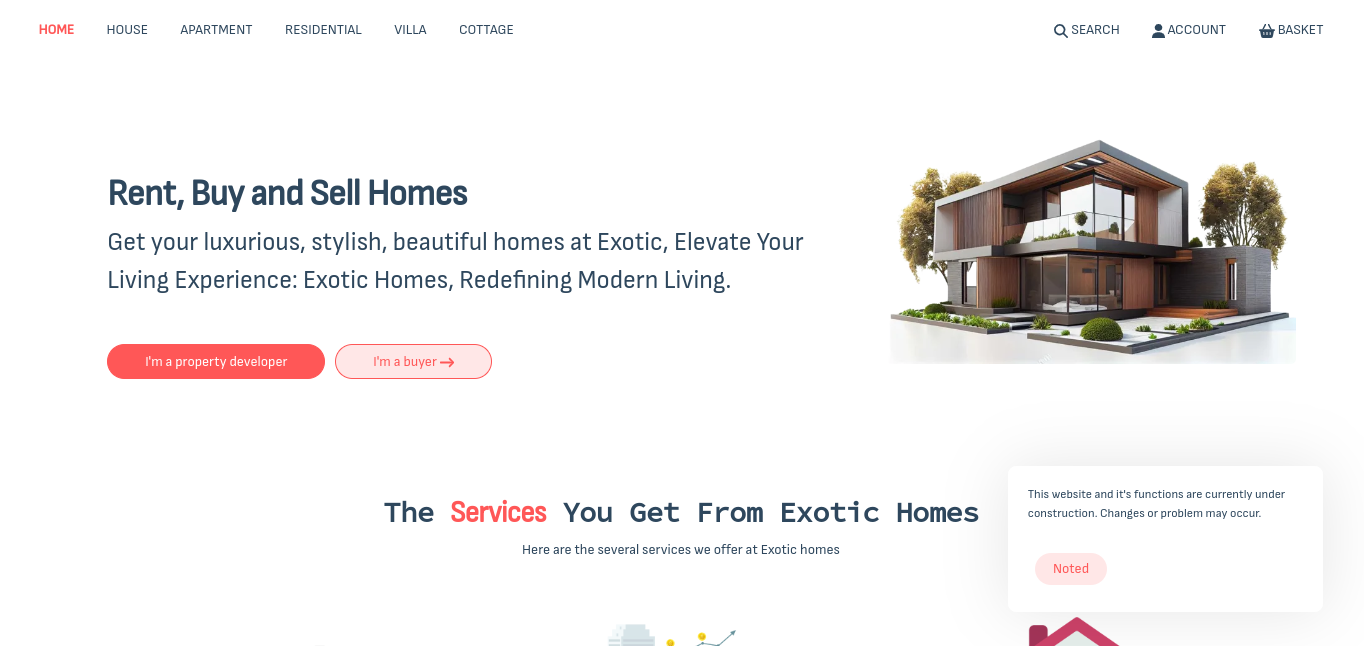 HOME HOUSE APARTMENT RESIDENTIAL VILLA COTTAGE SEARCH ACCOUNT BASKET
Rent, Buy and Sell Homes
Get your luxurious, stylish, beautiful homes at Exotic, Elevate Your
Living Experience: Exotic Homes, Redefining Modern Living.
I'm a property developer I'm a buyer
The Services You Get From Exotic Homes
Here are the several services we offer at Exotic homes
This website and it's functions are currently under
construction. Changes or problem may occur.
Noted